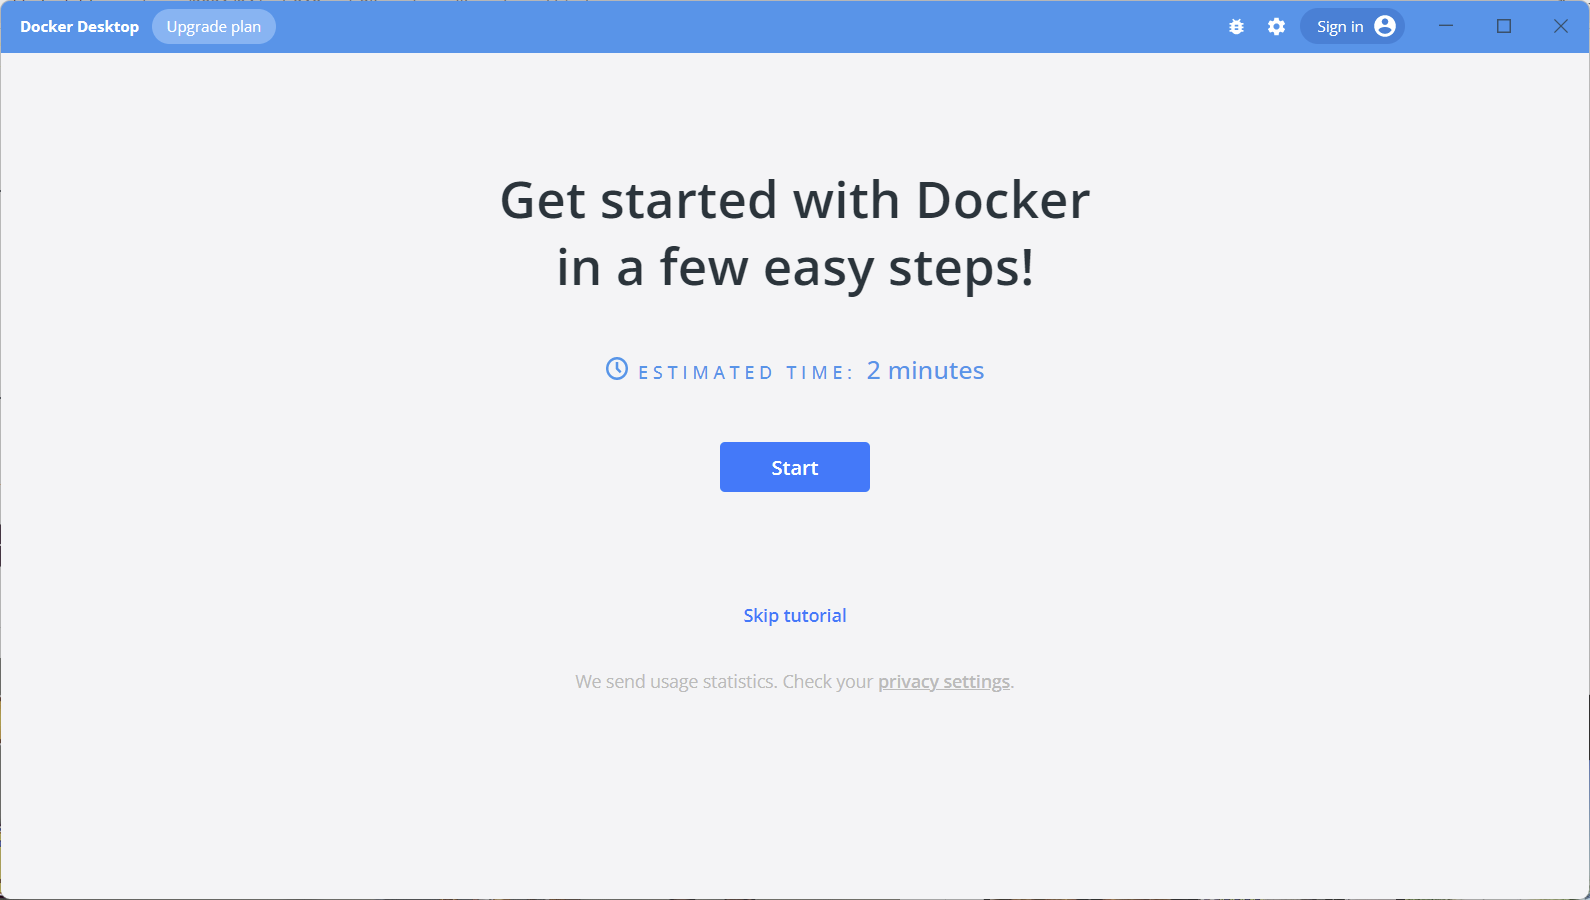 Docker Desktop Upgrade plan Sign in
Get started with Docker
in a few easy steps!
ESTIMATED TIME: 2 minutes
Start
Skip tutorial
We send usage statistics. Check your privacy settings.